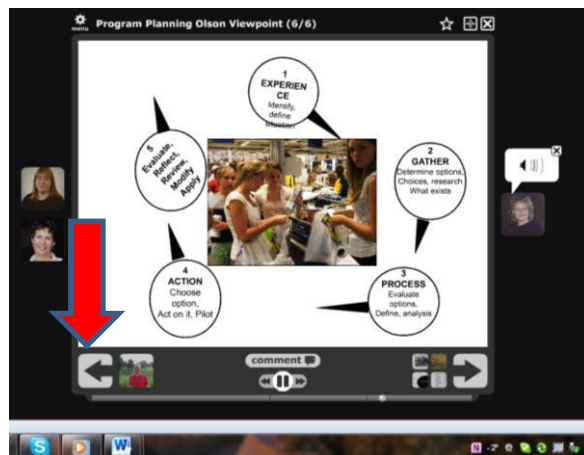 menu
Program Planning Olson Viewpoint (6/6)
1
EXPERIEN
CE
Identify,
define
situation
2
GATHER
Determine options,
Choices, research
What exists
3
PROCESS
Evaluate
options,
Define, analysis
4
ACTION
Choose
option,
Act on it, Pilot
5
Evaluate,
Reflect,
Review,
Modify
Apply
comment
S
W
N
-2°